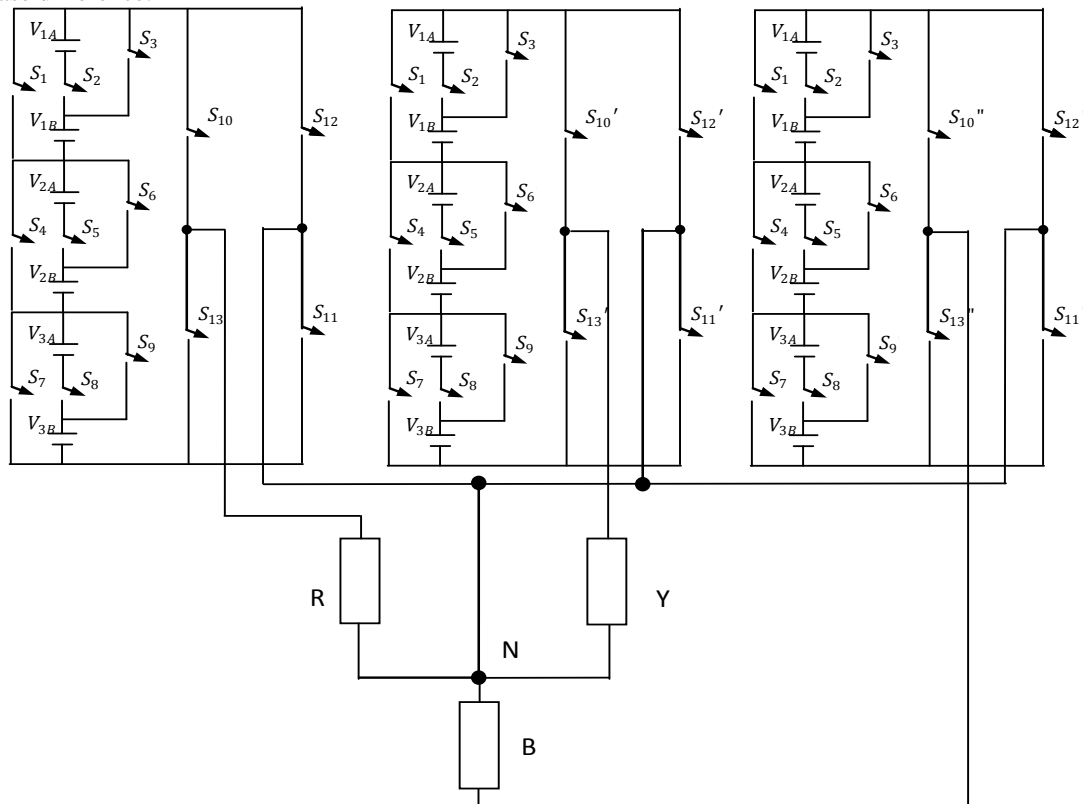 V1A S3
S1 S2
V1B S10 S12
V2A S6
S4 S5
V2B S13 S11
V3A S9
S7 S8
V3B
V1A S3
S1 S2
V1B S10′ S12′
V2A S6
S4 S5
V2B S13′ S11′
V3A S9
S7 S8
V3B
V1A S3
S1 S2
V1B S10" S12'
V2A S6
S4 S5
V2B S13" S11'
V3A S9
S7 S8
V3B
R
Y
N
B